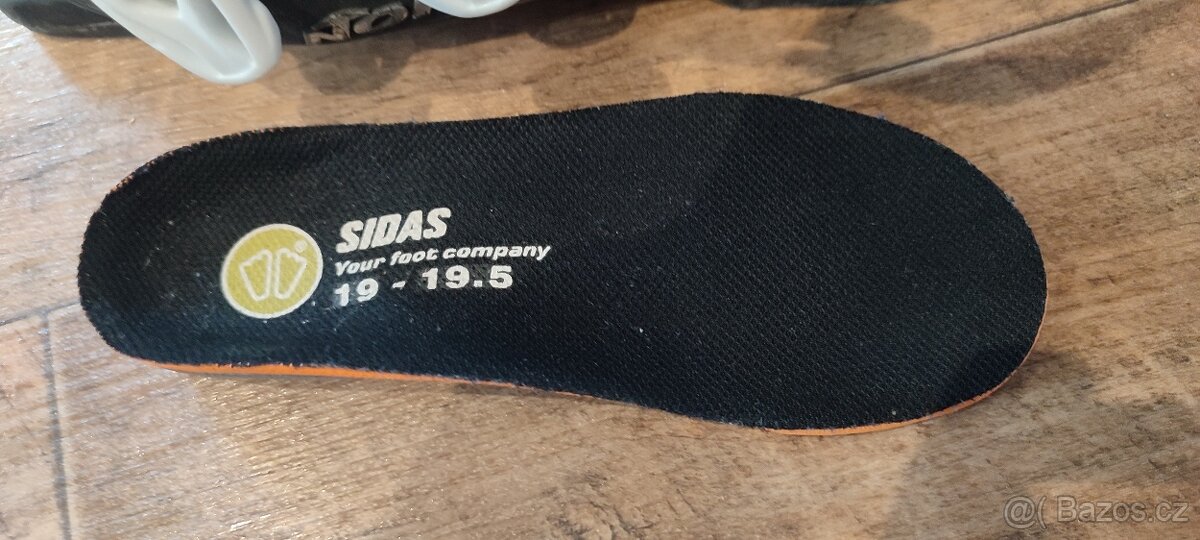 SIDAS
Your foot company
19 - 19.5
@( Bazos.cz